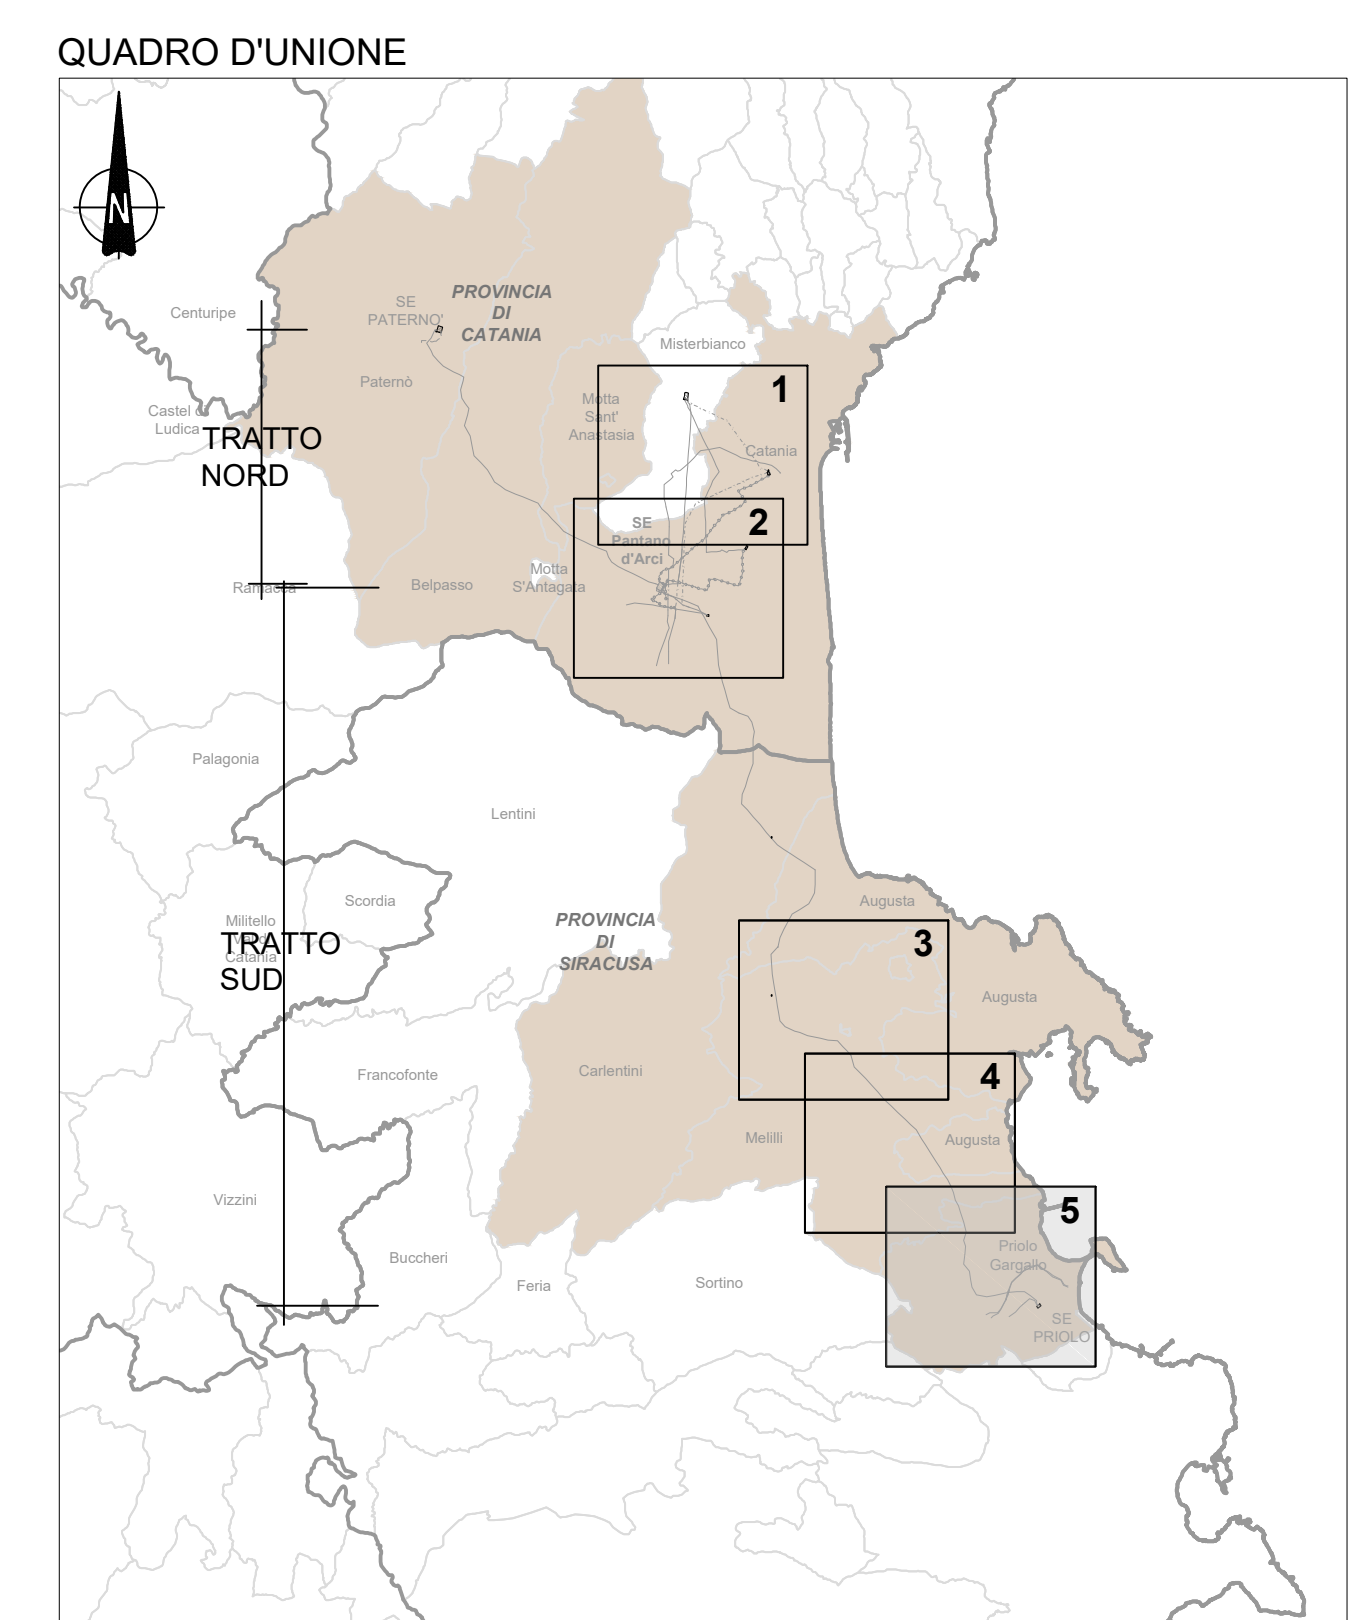 QUADRO D'UNIONE
N
Centuripe
SE
PATERNO'
PROVINCIA
DI
CATANIA
Misterbianco
Paternò
1
Motta
Sant'
Anastasia
Castel di
Ludica
TRATTO
NORD
Catania
2
SE
Pantano
d'Arci
Motta
S'Antagata
Ramacca
Belpasso
Palagonia
Lentini
Scordia
Augusta
Militello
Catania
TRATTO
SUD
PROVINCIA
DI
SIRACUSA
3
Augusta
Francofonte
Carlentini
4
Melilli
Augusta
Vizzini
5
Buccheri
Priolo
Gargallo
Feria
Sortino
SE
PRIOLO